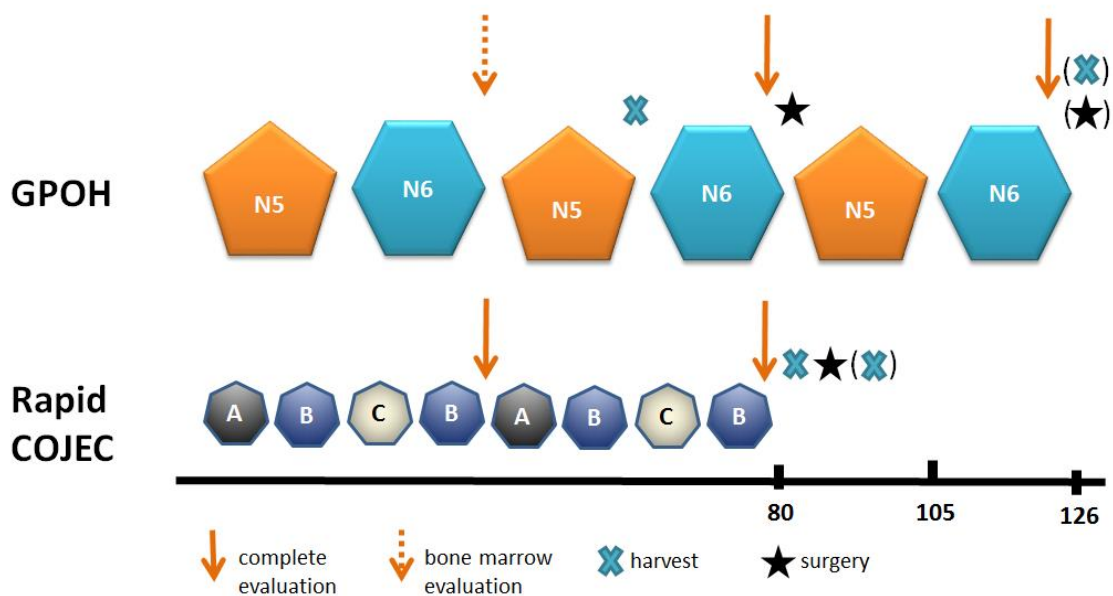 GPOH
N5 N6 N5 N6 N5 N6
( )
( )
Rapid
COJEC
A B C B A B C B
( )
80 105 126
complete
evaluation
bone marrow
evaluation
harvest
surgery